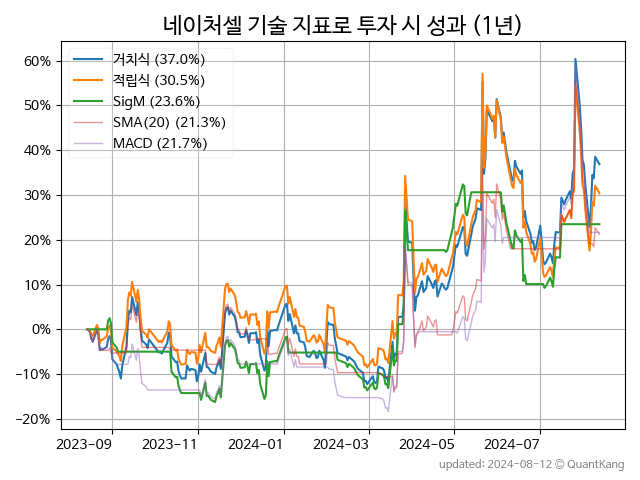 네이처셀 기술 지표로 투자 시 성과 (1년)
거치식 (37.0%)
적립식 (30.5%)
SigM (23.6%)
SMA(20) (21.3%)
MACD (21.7%)
60%
50%
40%
30%
20%
10%
0%
−10%
−20%
2023-09 2023-11 2024-01 2024-03 2024-05 2024-07
updated: 2024-08-12 © QuantKang